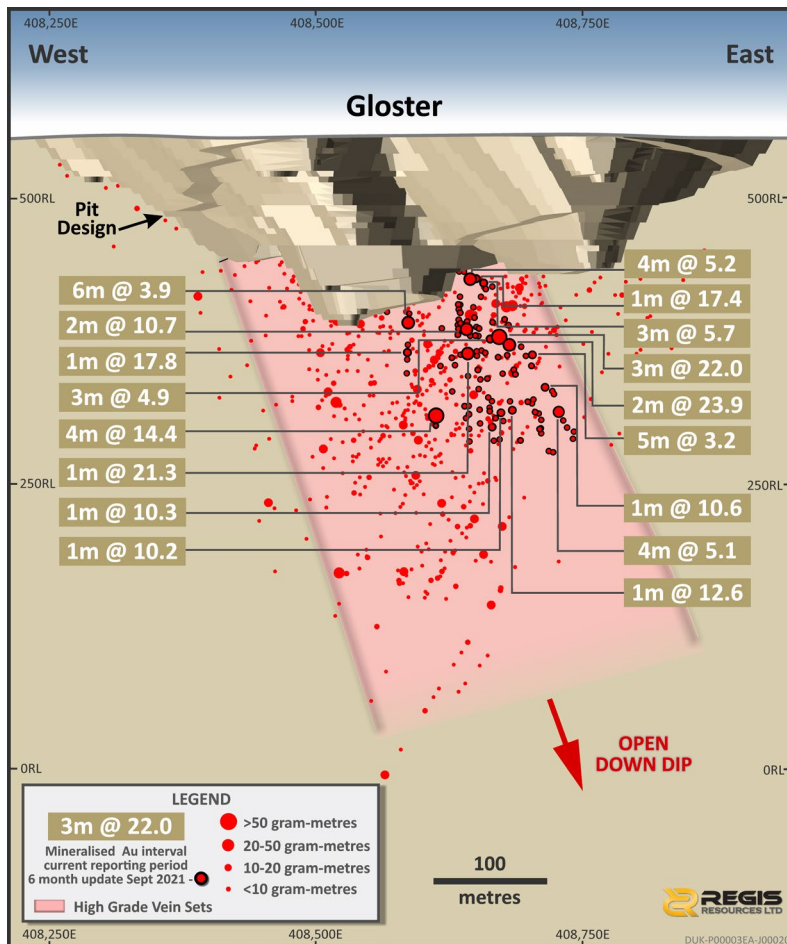 408,250E 408,500E 408,750E
West East
Gloster
500RL 500RL
Pit
Design
4m @ 5.2
6m @ 3.9
1m @ 17.4
2m @ 10.7
3m @ 5.7
1m @ 17.8
3m @ 22.0
3m @ 4.9
2m @ 23.9
4m @ 14.4
5m @ 3.2
1m @ 21.3
250RL 250RL
1m @ 10.3
1m @ 10.6
1m @ 10.2
4m @ 5.1
1m @ 12.6
OPEN
DOWN DIP
0RL 0RL
LEGEND
3m @ 22.0
Mineralised Au interval
current reporting period
6 month update Sept 2021 -
>50 gram-metres
20-50 gram-metres
10-20 gram-metres
<10 gram-metres
High Grade Vein Sets
100
metres
REGIS
RESOURCES LTD
408,250E 408,500E 408,750E
DUK-P00003EA-J00020